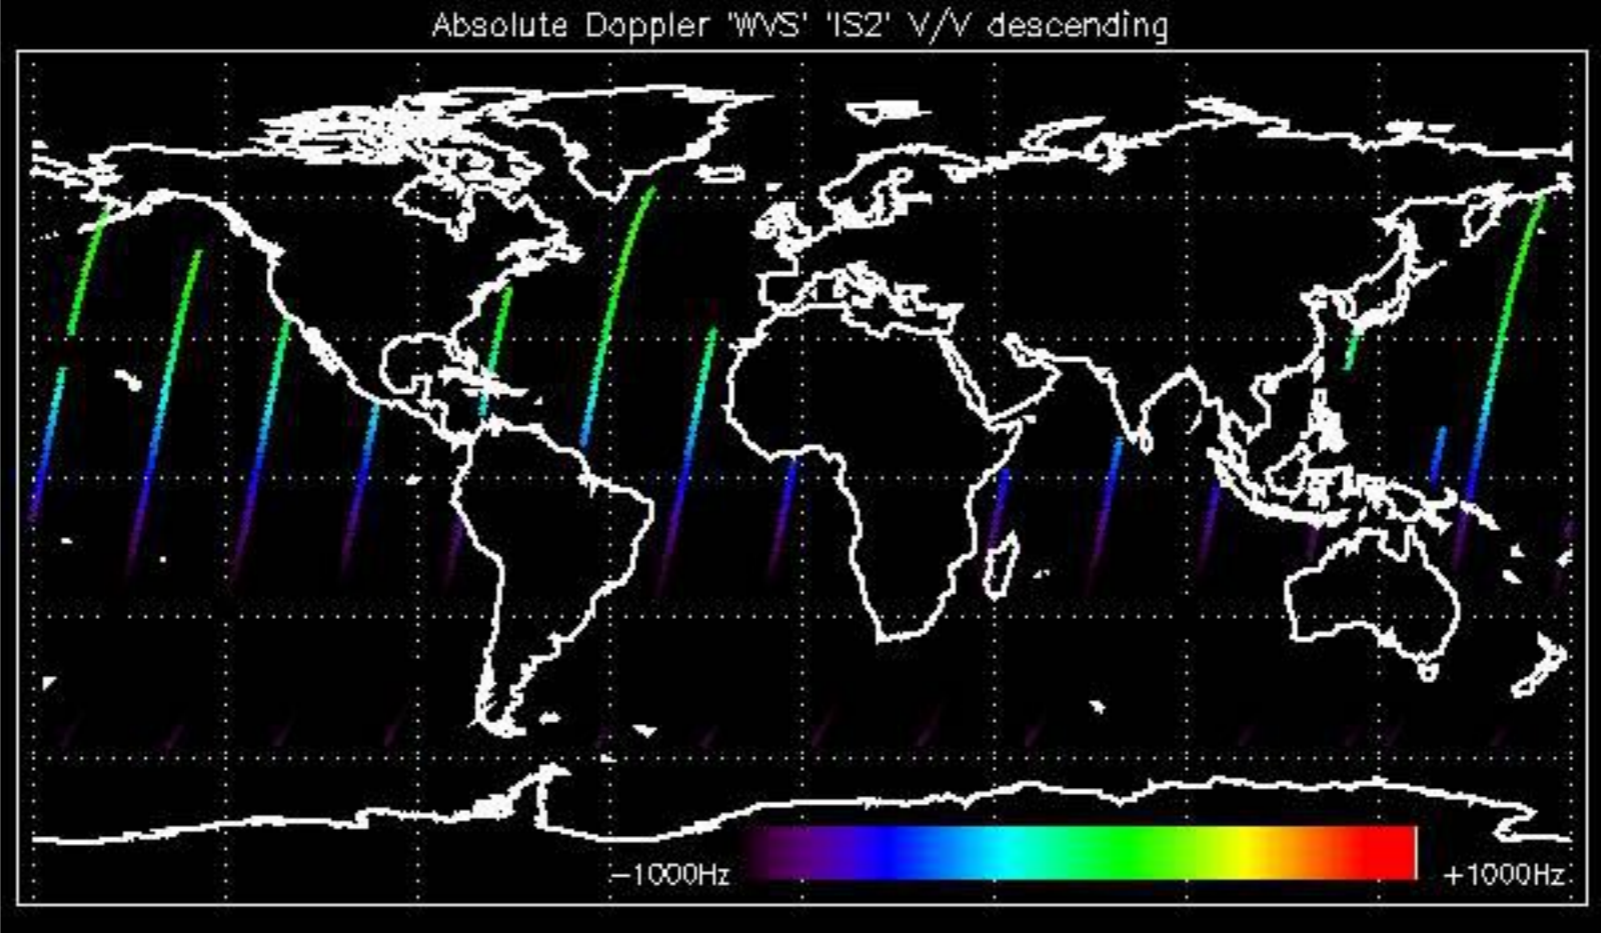 Absolute Doppler 'WVS' 'IS2' V/V descending
−1000Hz +1000Hz